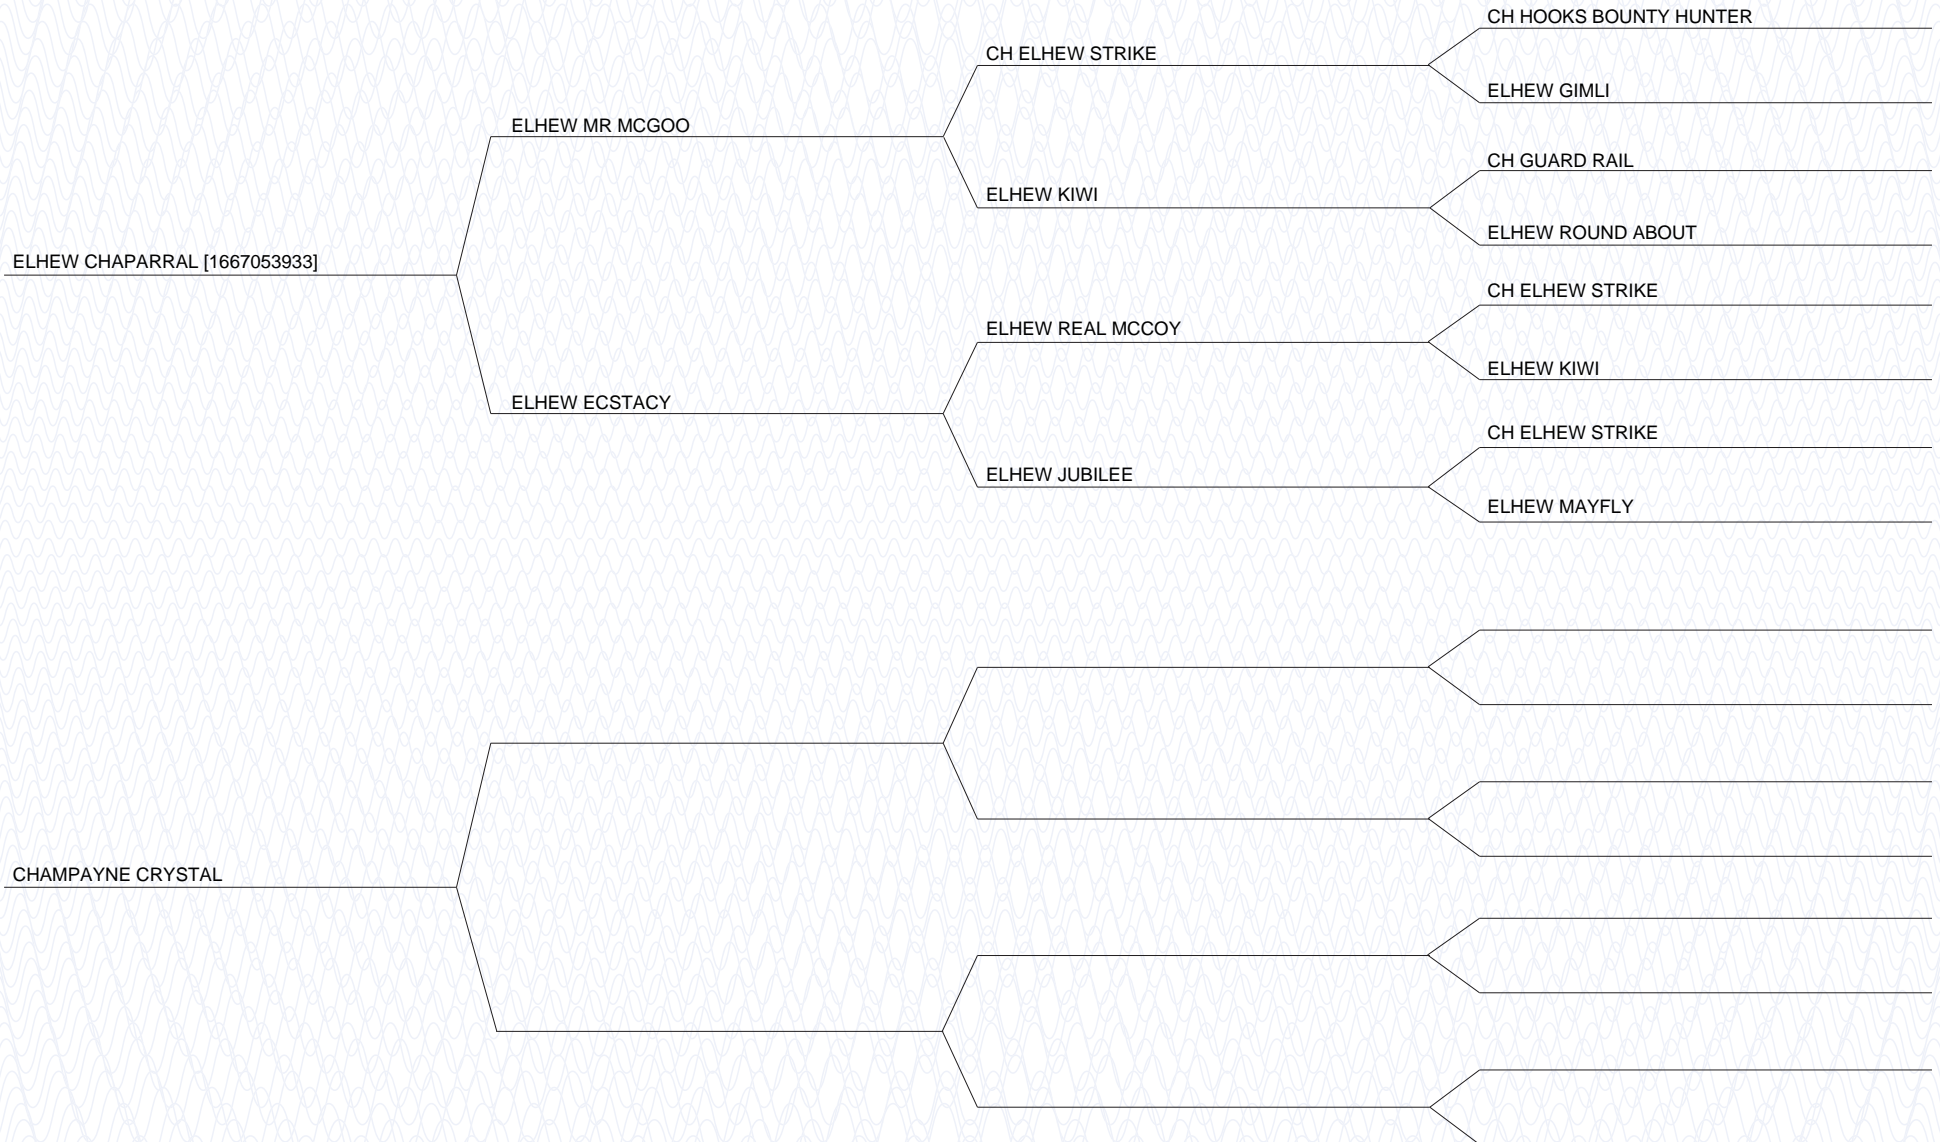 CH HOOKS BOUNTY HUNTER
CH ELHEW STRIKE
ELHEW GIMLI
ELHEW MR MCGOO
CH GUARD RAIL
ELHEW KIWI
ELHEW ROUND ABOUT
ELHEW CHAPARRAL [1667053933]
CH ELHEW STRIKE
ELHEW REAL MCCOY
ELHEW KIWI
ELHEW ECSTACY
CH ELHEW STRIKE
ELHEW JUBILEE
ELHEW MAYFLY
CHAMPAYNE CRYSTAL